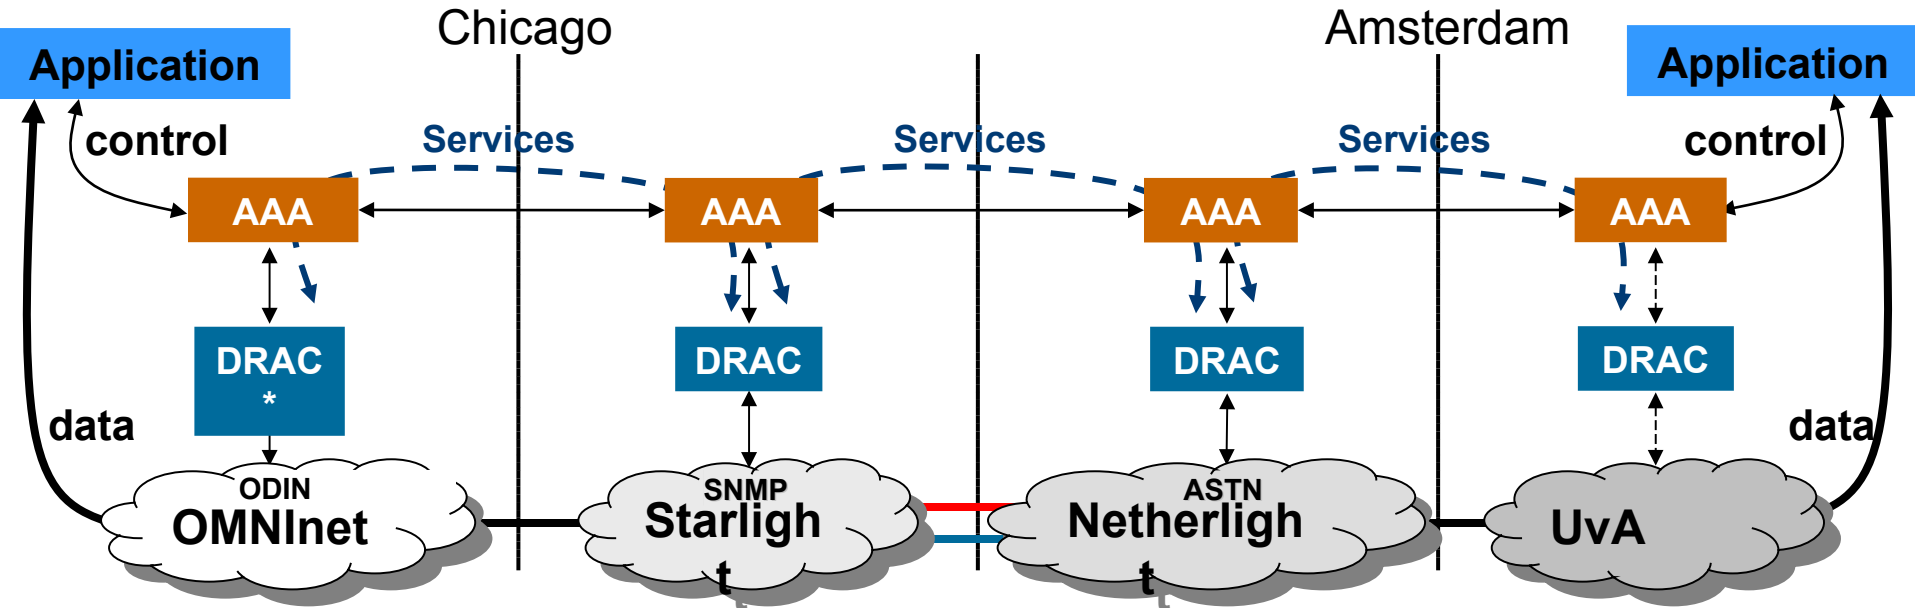 Chicago
Amsterdam
Application
Application
control
Services
Services
Services
control
AAA
AAA
AAA
AAA
DRAC
*
DRAC
DRAC
DRAC
data
data
ODIN
OMNInet
SNMP
Starligh
t
ASTN
Netherligh
t
UvA